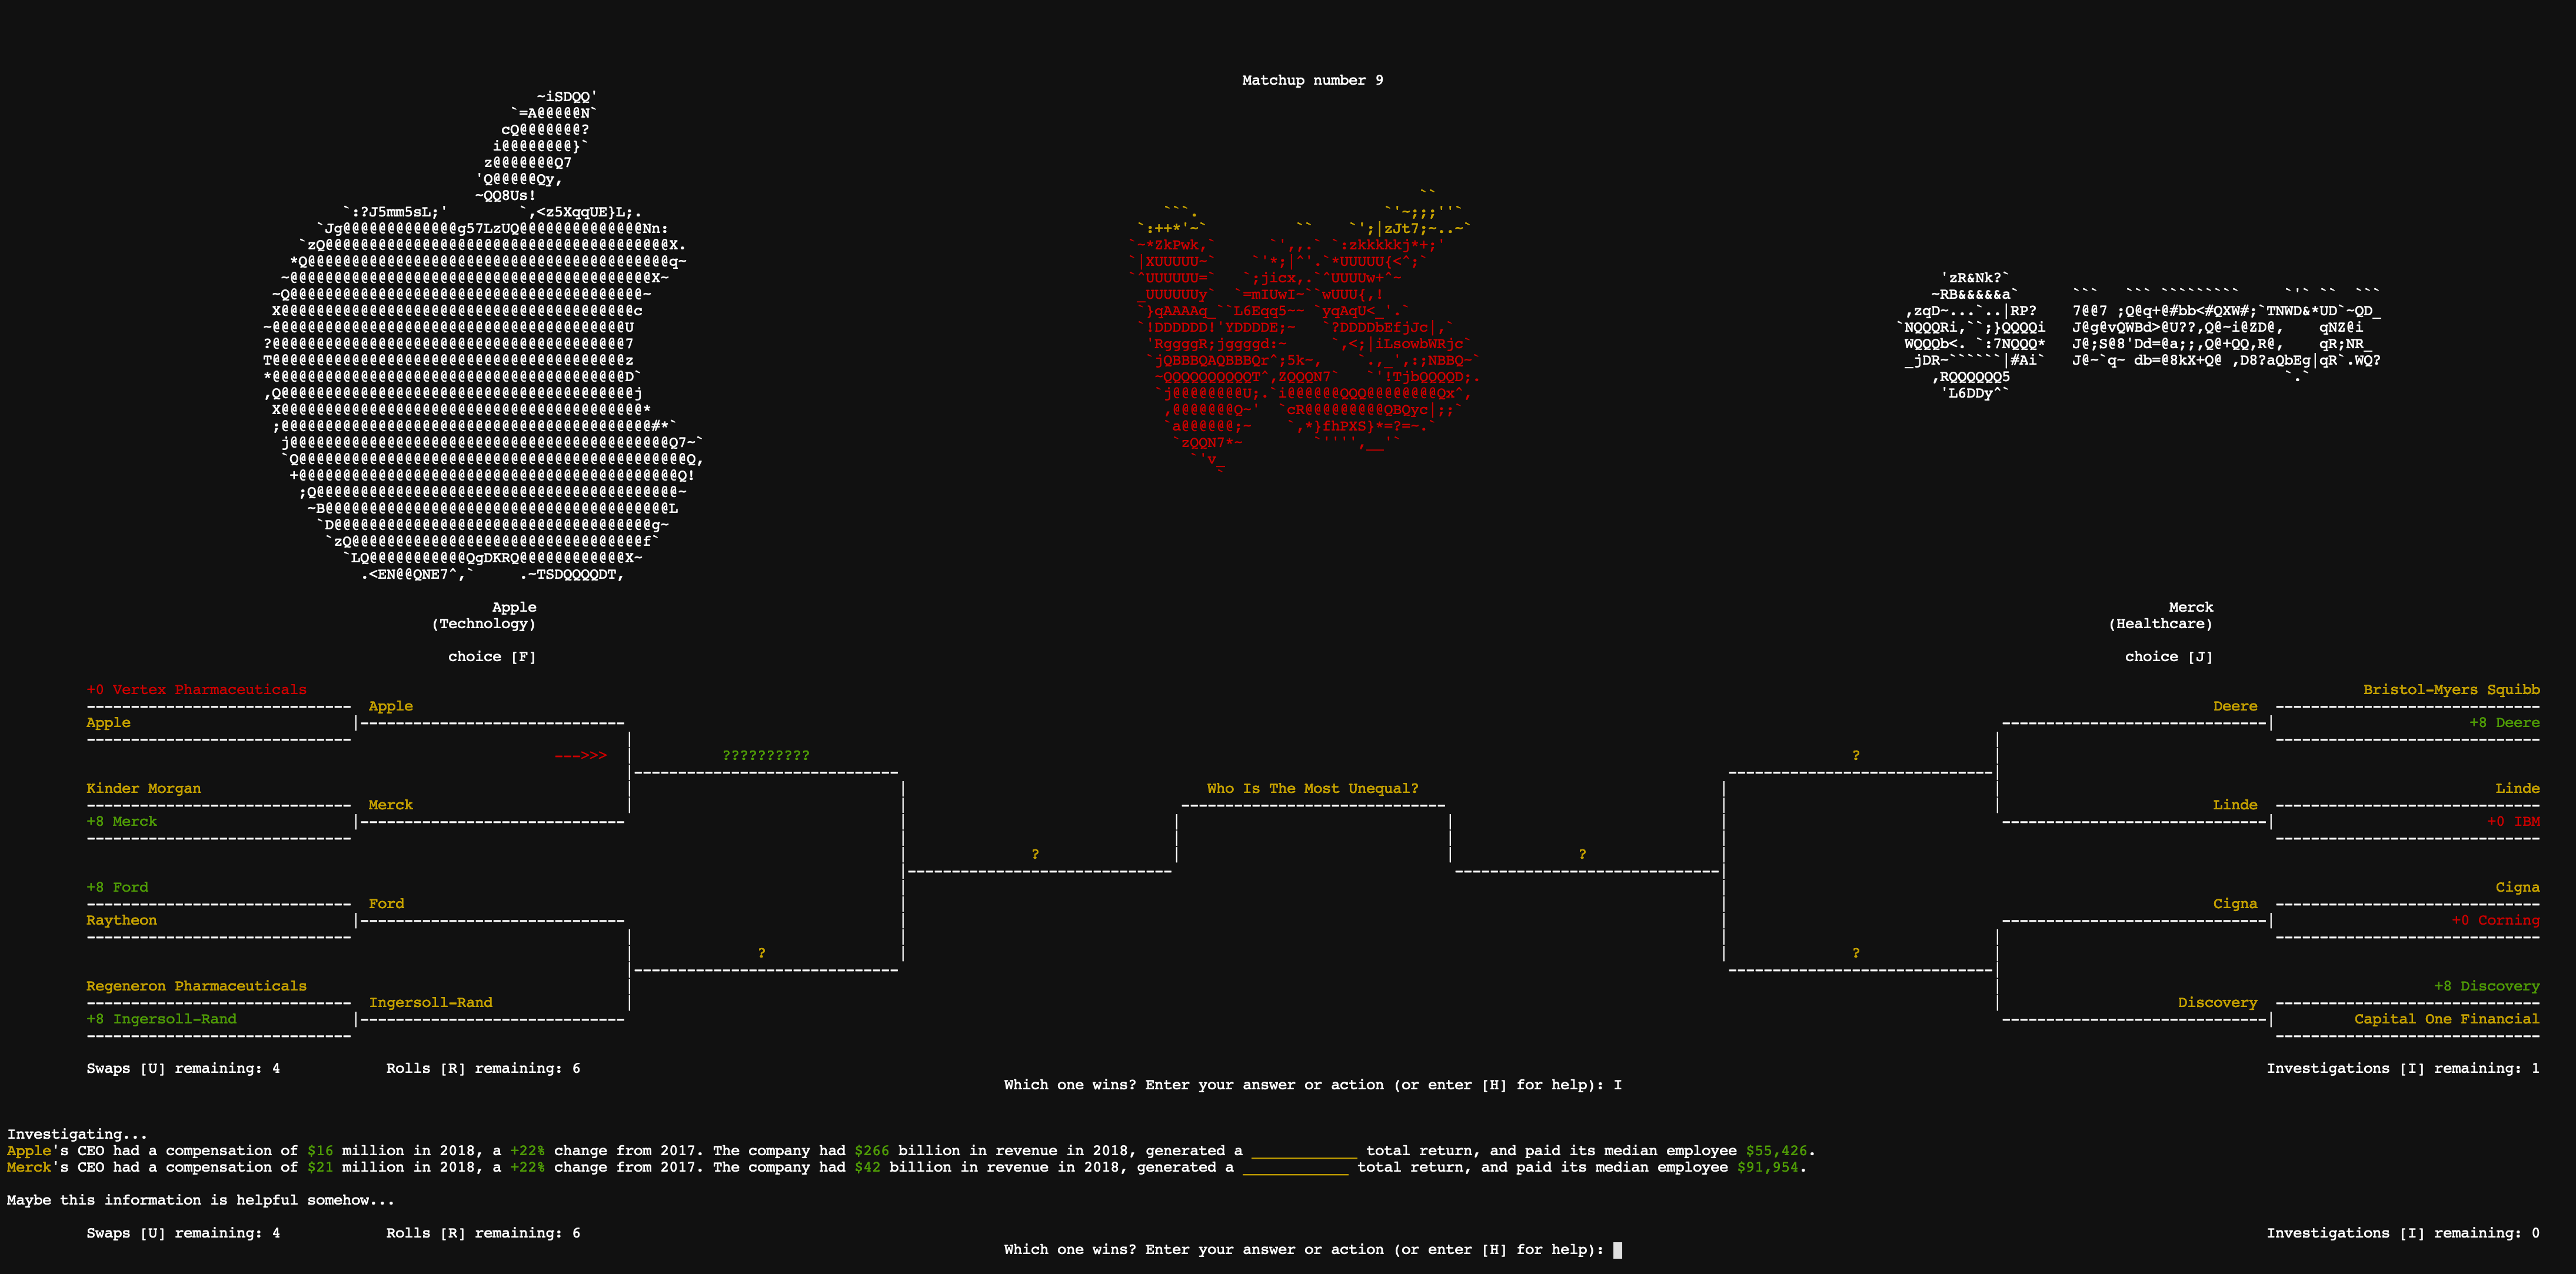 Matchup number 9
Apple
Merck
(Technology)
(Healthcare)
choice [F]
choice [J]
+0 Vertex Pharmaceuticals
Bristol-Myers Squibb
Apple
Deere
Apple
+8 Deere
--->>>
??????????
?
Kinder Morgan
Who Is The Most Unequal?
Linde
Merck
Linde
+8 Merck
+0 IBM
?
?
+8 Ford
Cigna
Ford
Cigna
Raytheon
+0 Corning
?
?
Regeneron Pharmaceuticals
+8 Discovery
Ingersoll-Rand
Discovery
+8 Ingersoll-Rand
Capital One Financial
Swaps [U] remaining: 4
Rolls [R] remaining: 6
Investigations [I] remaining: 1
Which one wins? Enter your answer or action (or enter [H] for help): I
Investigating...
Apple's CEO had a compensation of $16 million in 2018, a +22% change from 2017. The company had $266 billion in revenue in 2018, generated a ____________ total return, and paid its median employee $55,426.
Merck's CEO had a compensation of $21 million in 2018, a +22% change from 2017. The company had $42 billion in revenue in 2018, generated a ____________ total return, and paid its median employee $91,954.
Maybe this information is helpful somehow...
Swaps [U] remaining: 4
Rolls [R] remaining: 6
Investigations [I] remaining: 0
Which one wins? Enter your answer or action (or enter [H] for help):